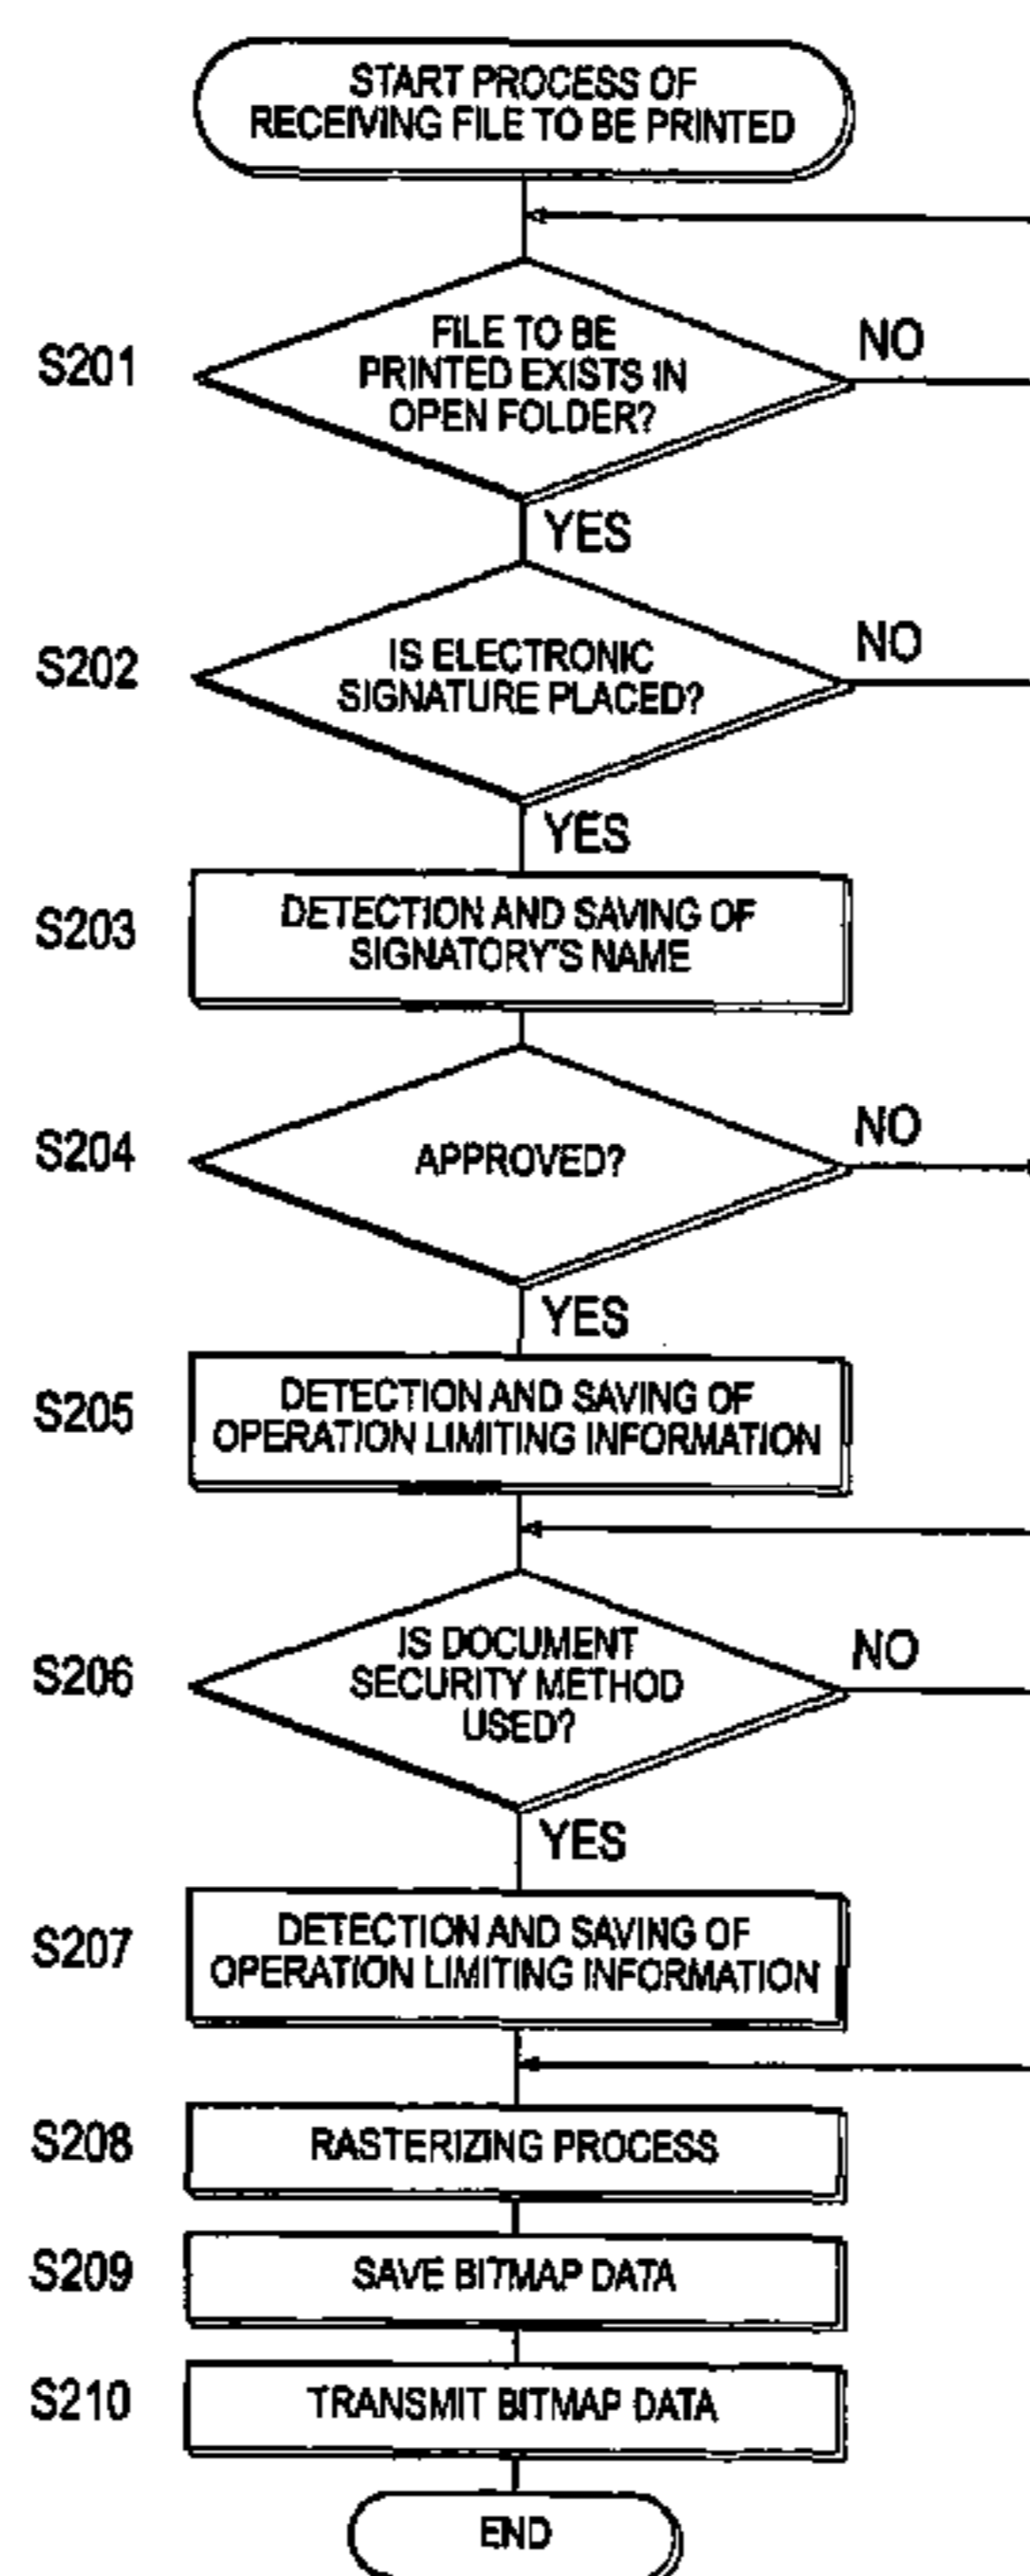 START PROCESS OF
RECEIVING FILE TO BE PRINTED
S201
FILE TO BE
PRINTED EXISTS IN
OPEN FOLDER?
NO
YES
S202
IS ELECTRONIC
SIGNATURE PLACED?
NO
YES
S203
DETECTION AND SAVING OF
SIGNATORY'S NAME
S204
APPROVED?
NO
YES
S205
DETECTION AND SAVING OF
OPERATION LIMITING INFORMATION
S206
IS DOCUMENT
SECURITY METHOD
USED?
NO
YES
S207
DETECTION AND SAVING OF
OPERATION LIMITING INFORMATION
S208
RASTERIZING PROCESS
S209
SAVE BITMAP DATA
S210
TRANSMIT BITMAP DATA
END